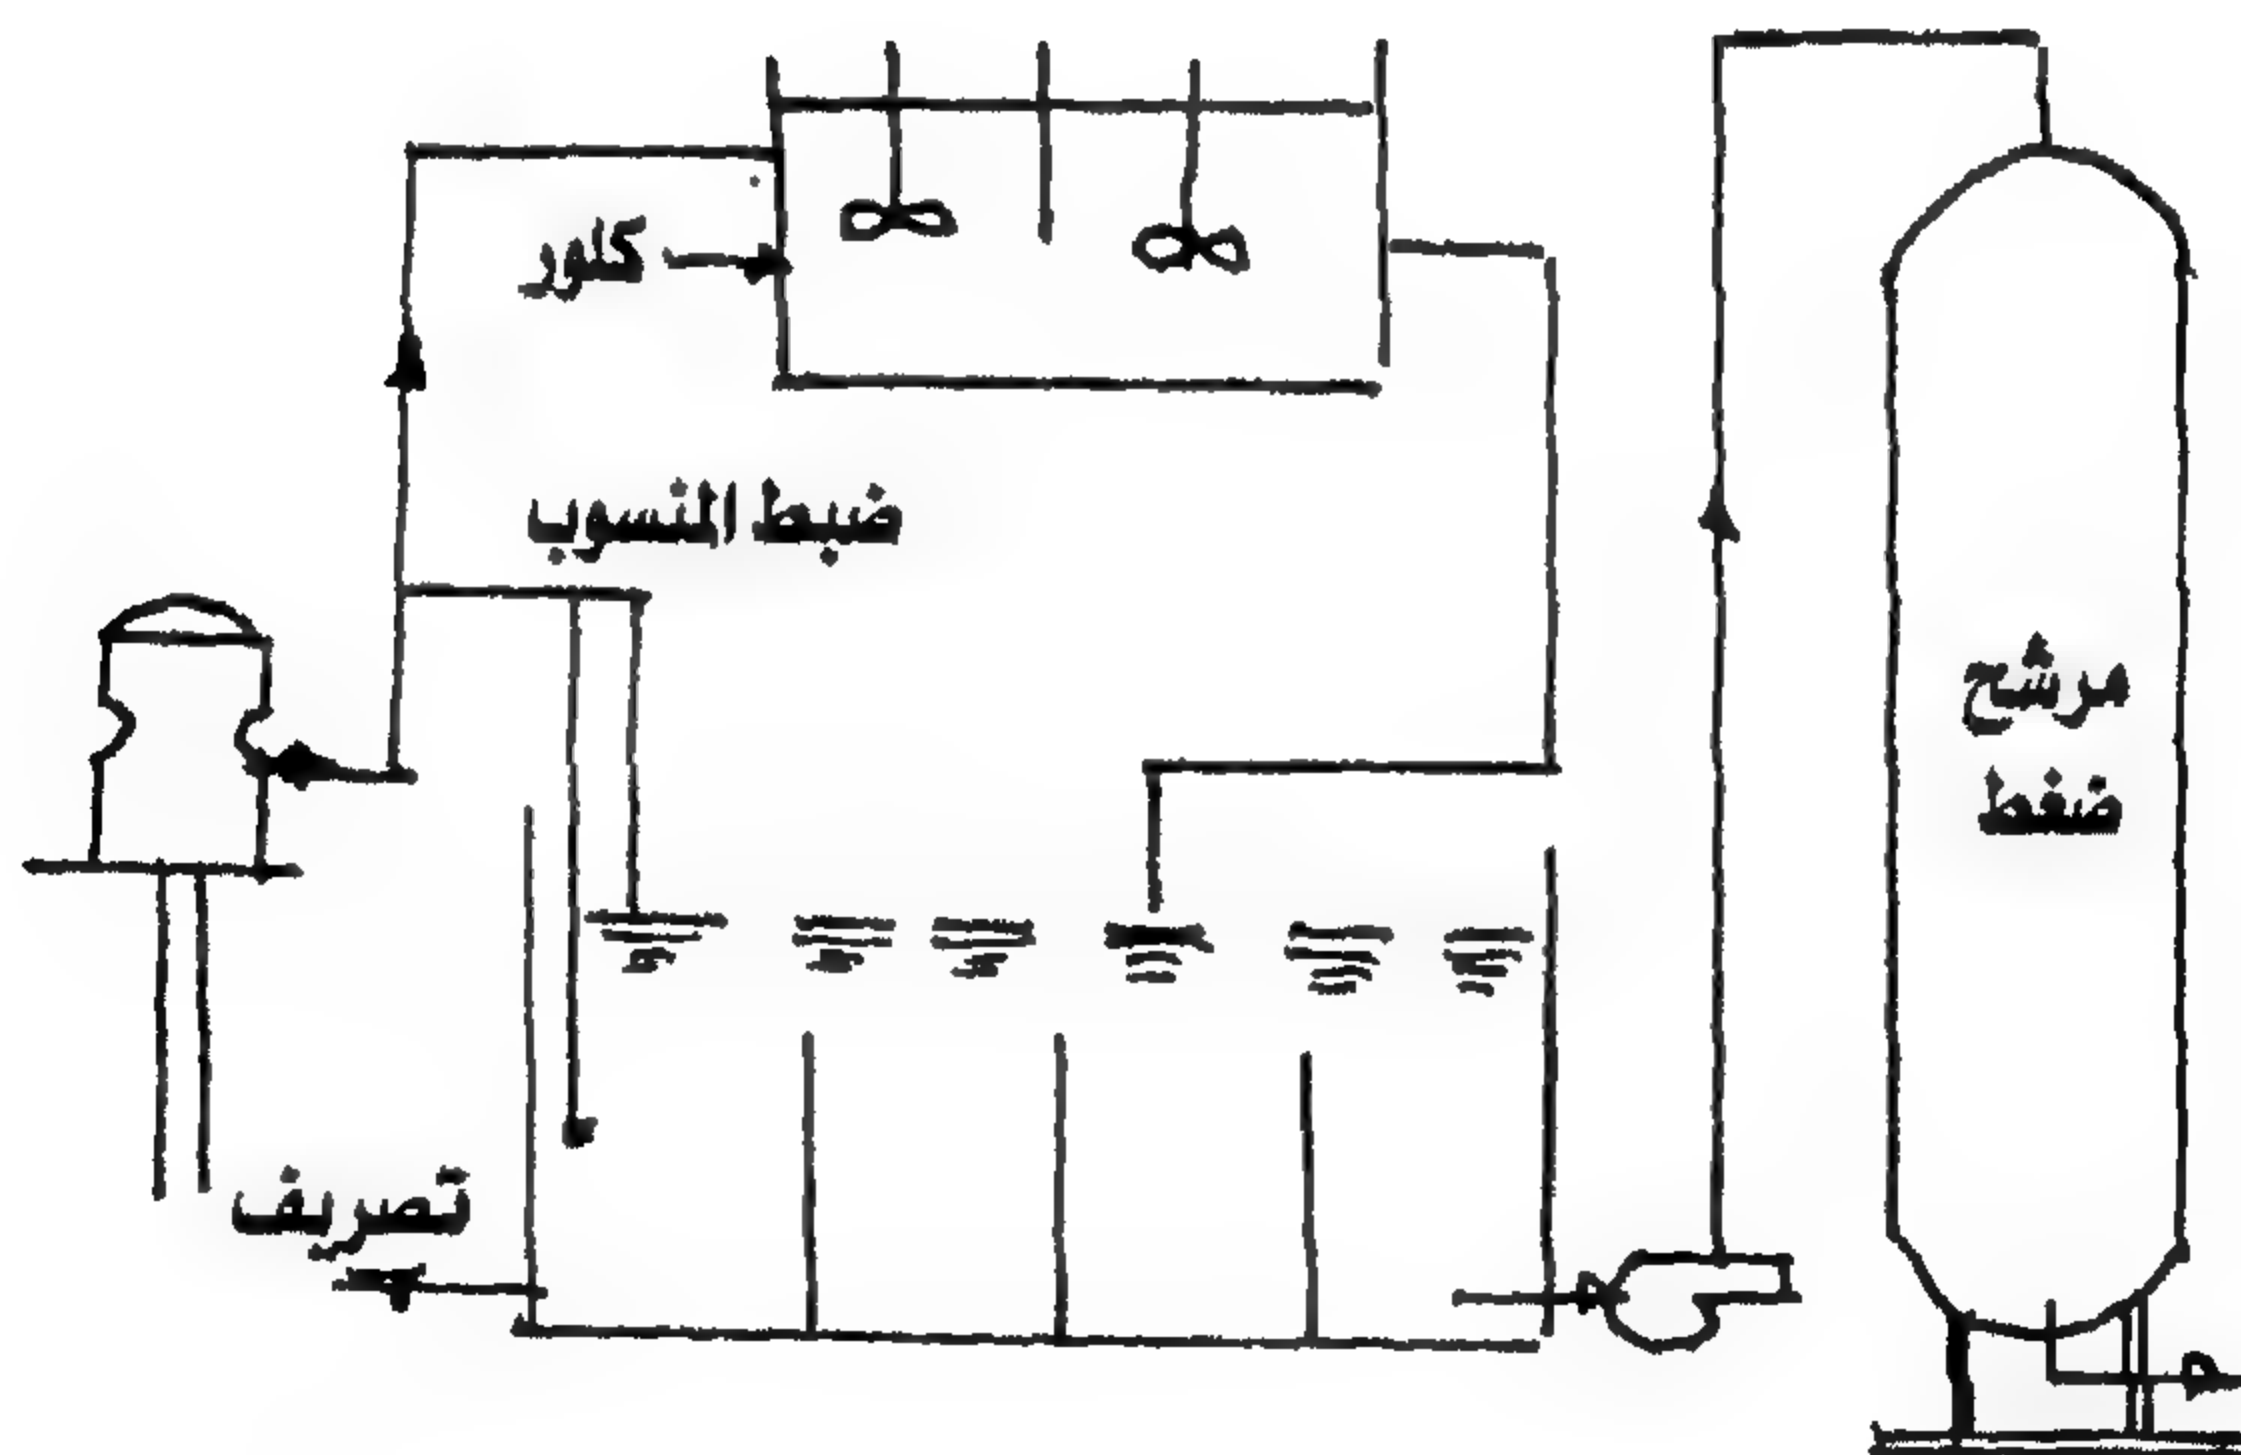 كلور
ضبط المنسوب
مرشح
ضغط
تصريف